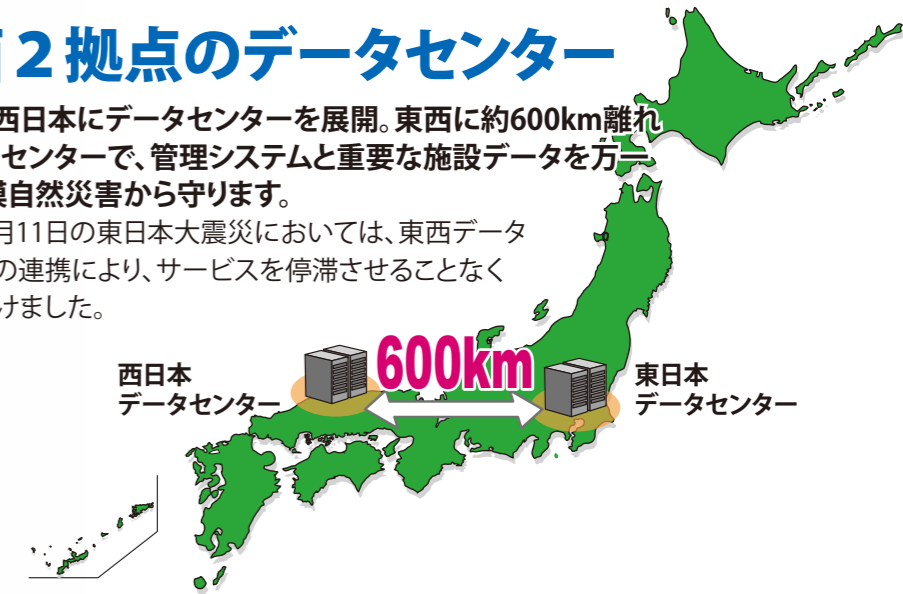 ２拠点のデータセンター
西日本にデータセンターを展開。東西に約600km離れ
センターで、管理システムと重要な施設データを万一
自然災害から守ります。
月11日の東日本大震災においては、東西データ
の連携により、サービスを停滞させることなく
けました。
600km
西日本
データセンター
東日本
データセンター